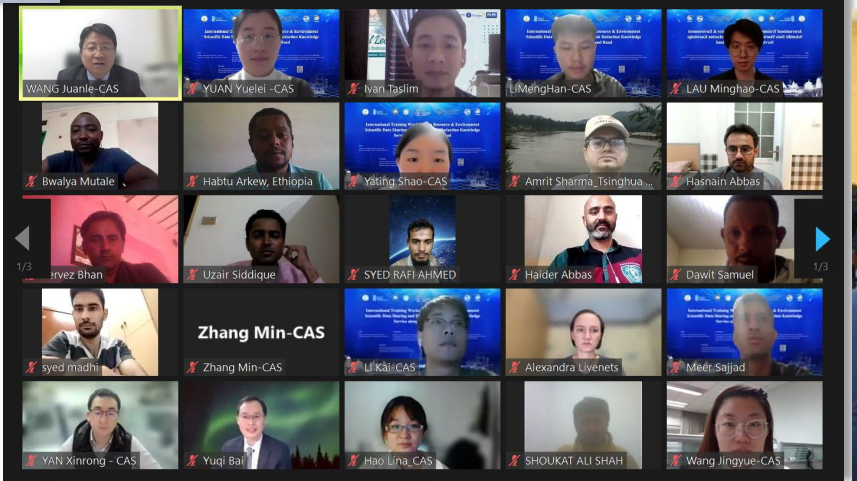 WANG Juanle-CAS
YUAN Yuelei -CAS
Ivan Taslim
LiMengHan-CAS
LAU Minghao-CAS
Bwalya Mutale
Habtu Arkew, Ethiopia
Yating Shao-CAS
Amrit Sharma_Tsinghua ...
Hasnain Abbas
1/3
ervez Bhan
Uzair Siddique
SYED RAFI AHMED
Haider Abbas
Dawit Samuel
1/3
syed madhi
Zhang Min-CAS
Zhang Min-CAS
LI Kai-CAS
Alexandra Livenets
Meer Sajjad
YAN Xinrong - CAS
Yuqi Bai
Hao Lina_CAS
SHOUKAT ALI SHAH
Wang Jingyue-CAS